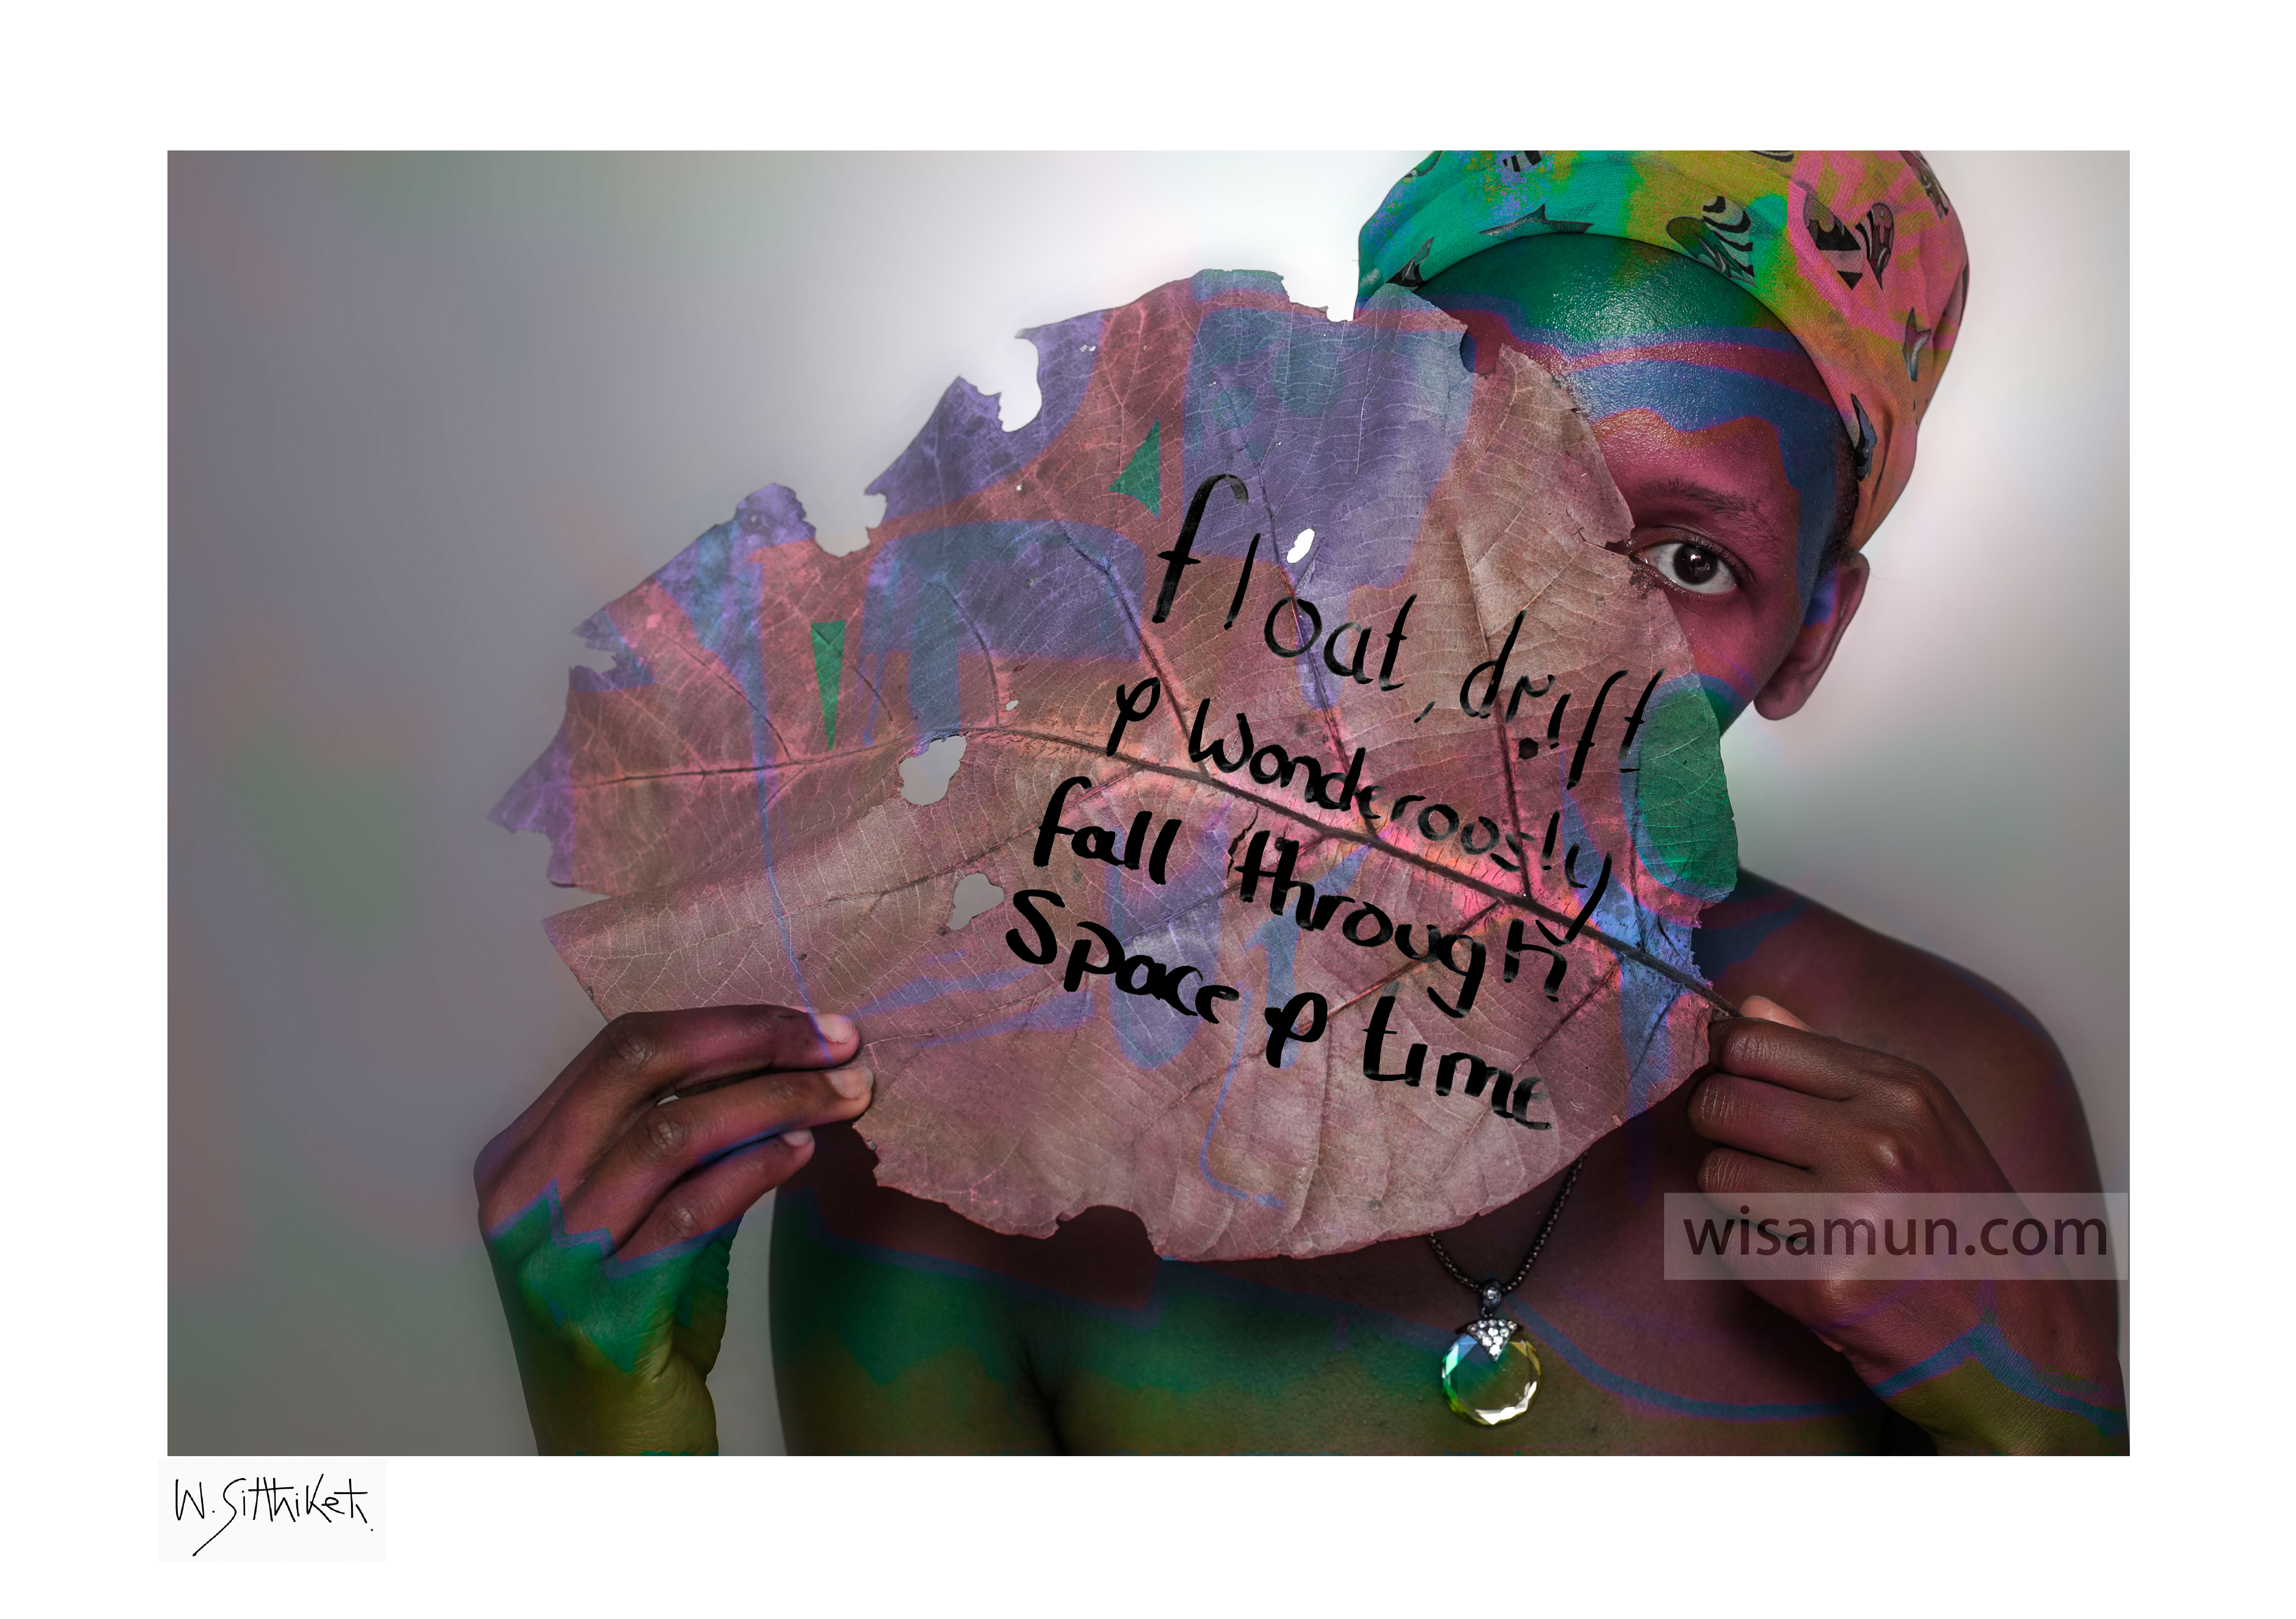 float, drift
& wonderously
fall through
space & time
wisamun.com
W. Sitthiket.